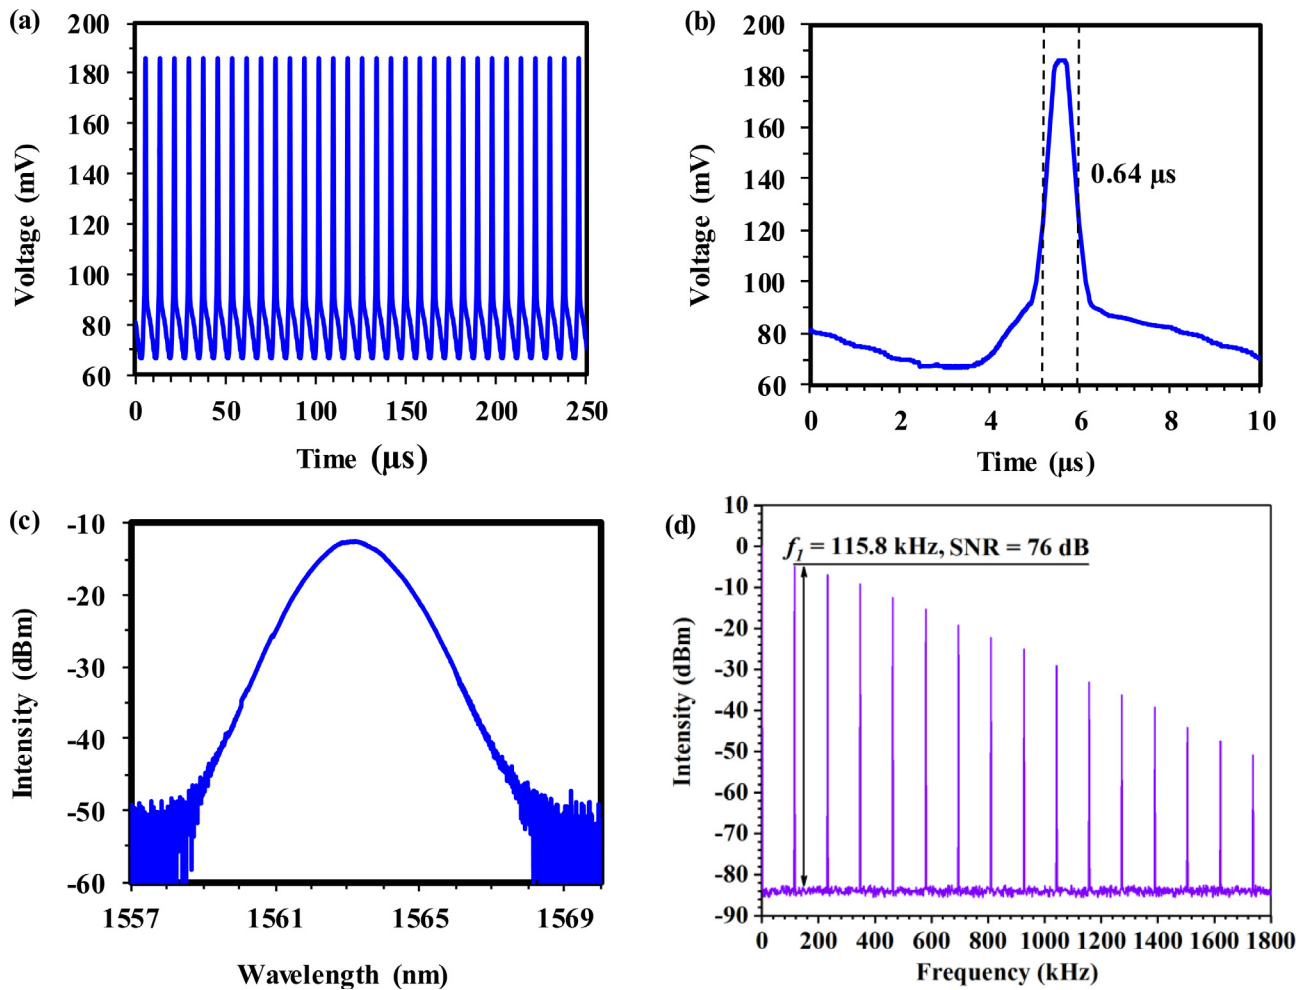 (a)
200
180
160
140
120
100
80
60
Voltage (mV)
0 50 100 150 200 250
Time (μs)
(b)
200
180
160
140
120
100
80
60
Voltage (mV)
0.64 μs
0 2 4 6 8 10
Time (μs)
(c)
-10
-20
-30
-40
-50
-60
Intensity (dBm)
1557 1561 1565 1569
Wavelength (nm)
(d)
10
0
-10
-20
-30
-40
-50
-60
-70
-80
-90
Intensity (dBm)
f1 = 115.8 kHz, SNR = 76 dB
0 200 400 600 800 1000 1200 1400 1600 1800
Frequency (kHz)